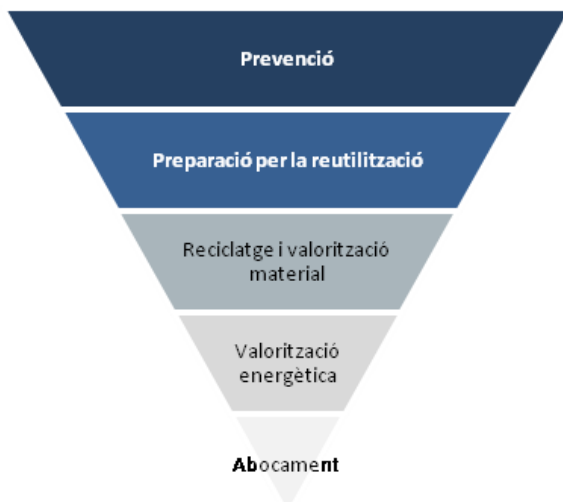 Prevenció
Preparació per la reutilització
Reciclatge i valorització
material
Valorització
energètica
Abocament